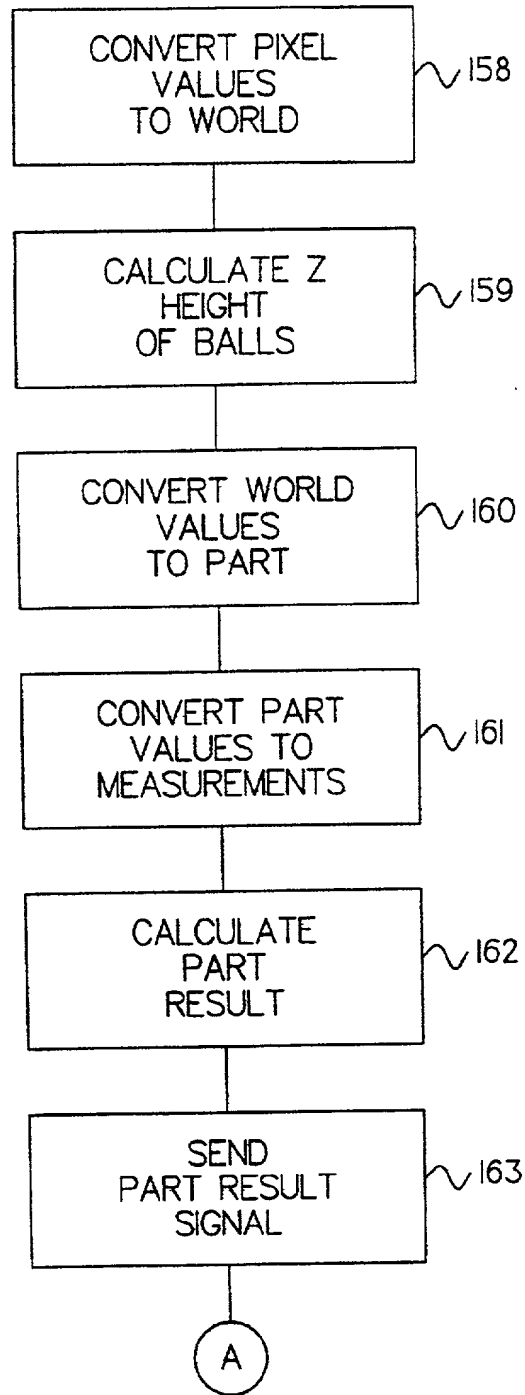 CONVERT PIXEL
VALUES
TO WORLD
158
CALCULATE Z
HEIGHT
OF BALLS
159
CONVERT WORLD
VALUES
TO PART
160
CONVERT PART
VALUES TO
MEASUREMENTS
161
CALCULATE
PART
RESULT
162
SEND
PART RESULT
SIGNAL
163
A